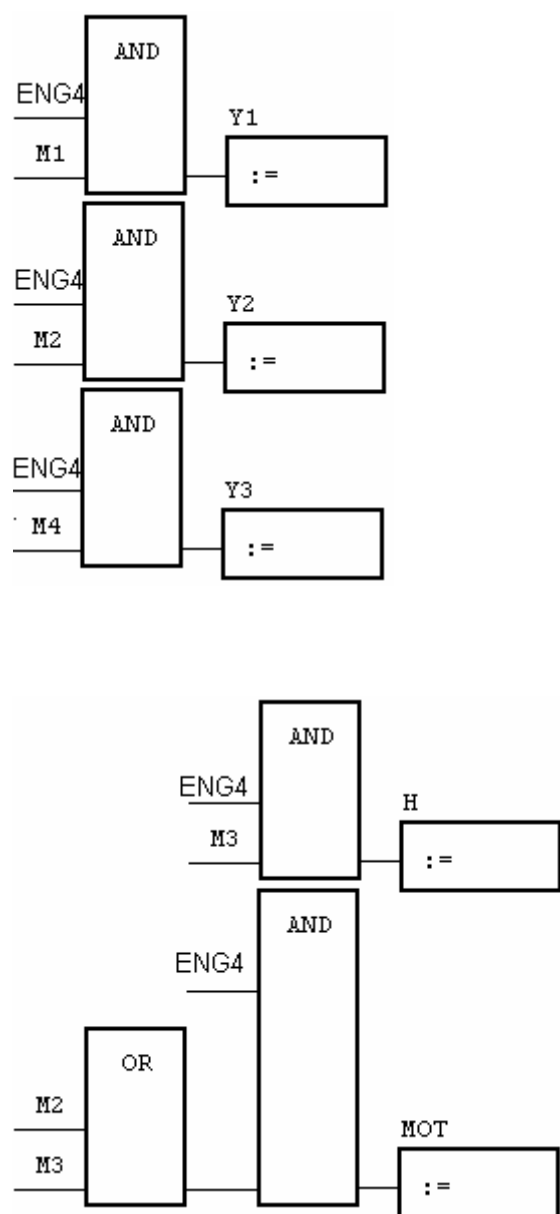 AND
ENG4
Y1
M1
:=
AND
ENG4
Y2
M2
:=
AND
ENG4
Y3
M4
:=
AND
ENG4
H
M3
:=
AND
ENG4
OR
M2
MOT
M3
:=